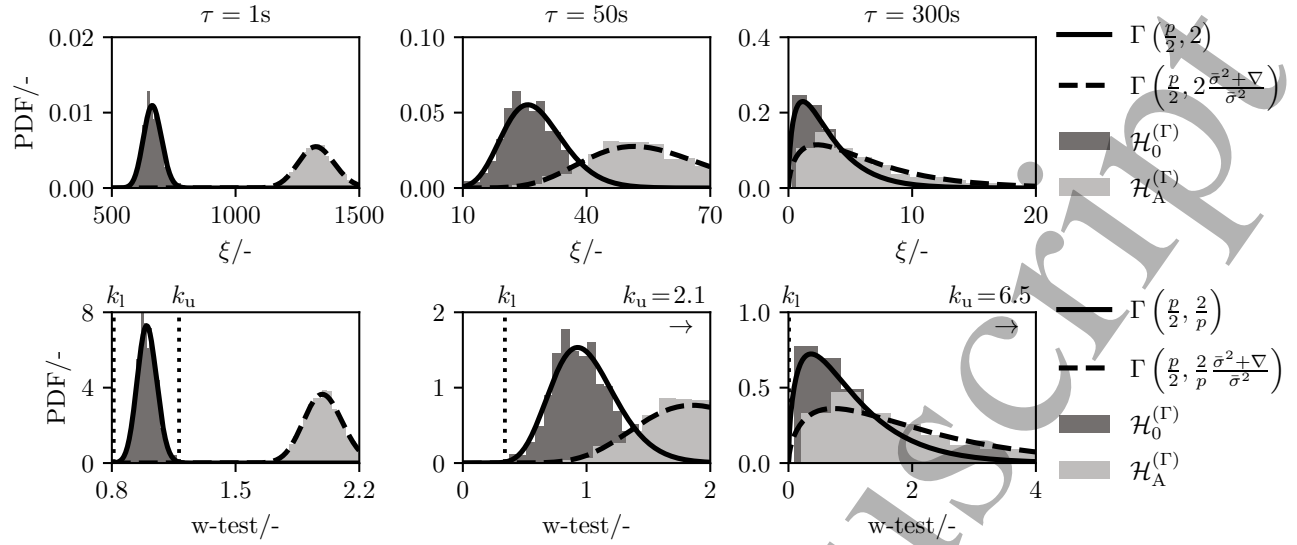 τ = 1s
τ = 50s
τ = 300s
PDF/-
0.02
0.01
0.00
500
1000
1500
ξ/-
0.10
0.05
0.00
10
40
70
ξ/-
0.4
0.2
0.0
0
10
20
ξ/-
Γ (p/2, 2)
Γ (p/2, 2 (σ̄² + ∇)/σ̄²)
ℋ₀^(Γ)
ℋ_A^(Γ)
PDF/-
k_l
k_u
8
4
0
0.8
1.5
2.2
w-test/-
k_l
k_u = 2.1
→
2
1
0
0
1
2
w-test/-
k_l
k_u = 6.5
→
1.0
0.5
0.0
0
2
4
w-test/-
Γ (p/2, 2/p)
Γ (p/2, 2/p (σ̄² + ∇)/σ̄²)
ℋ₀^(Γ)
ℋ_A^(Γ)
uscript